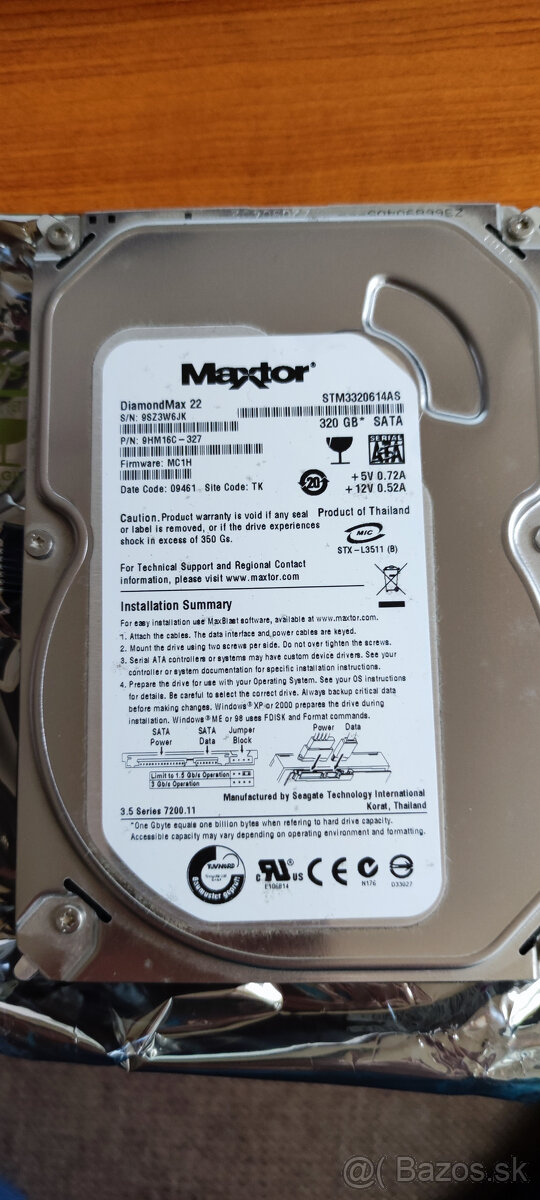 Maxtor®
DiamondMax 22
STM3320614AS
S/N: 9SZ3W6JK
320 GB* SATA
P/N: 9HM16C-327
SERIAL
ATA
Firmware: MC1H
20
+5V 0.72A
+12V 0.52A
Date Code: 09461 Site Code: TK
Caution. Product warranty is void if any seal
or label is removed, or if the drive experiences
shock in excess of 350 Gs.
Product of Thailand
MIC
STX-L3511 (B)
For Technical Support and Regional Contact
information, please visit www.maxtor.com
Installation Summary
For easy installation use MaxBlast software, available at www.maxtor.com.
1. Attach the cables. The data interface and power cables are keyed.
2. Mount the drive using two screws per side. Do not over tighten the screws.
3. Serial ATA controllers or systems may have custom device drivers. See your
controller or system documentation for specific installation instructions.
4. Prepare the drive for use with your Operating System. See your OS instructions
for details. Be careful to select the correct drive. Always backup critical data
before making changes. Windows® XP or 2000 prepares the drive during
installation. Windows® ME or 98 uses FDISK and Format commands.
SATA Power
SATA Data
Jumper Block
Power Data
Limit to 1.5 Gb/s Operation
3 Gb/s Operation
Manufactured by Seagate Technology International
Korat, Thailand
3.5 Series 7200.11
*One Gbyte equals one billion bytes when referring to hard drive capacity.
Accessible capacity may vary depending on operating environment and formatting.
TUV NORD
Baumuster geprüft
c UR® US
E106814
CE
N176
D33027
@( Bazos.sk